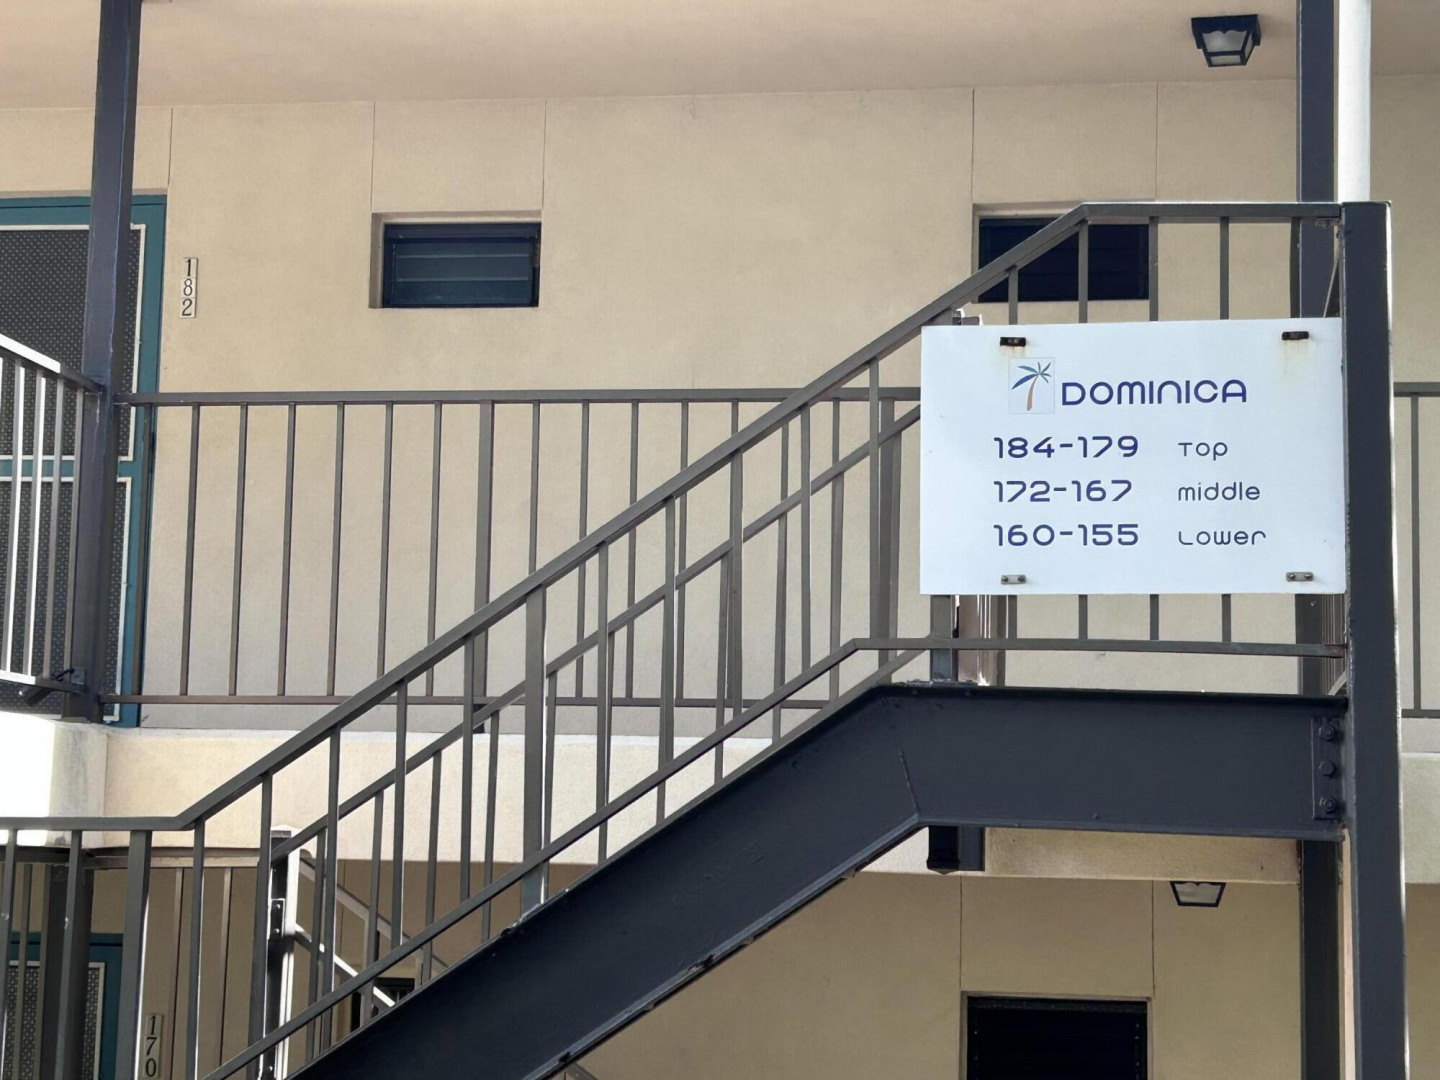 182
DOMINICA
184-179 Top
172-167 middle
160-155 Lower
170